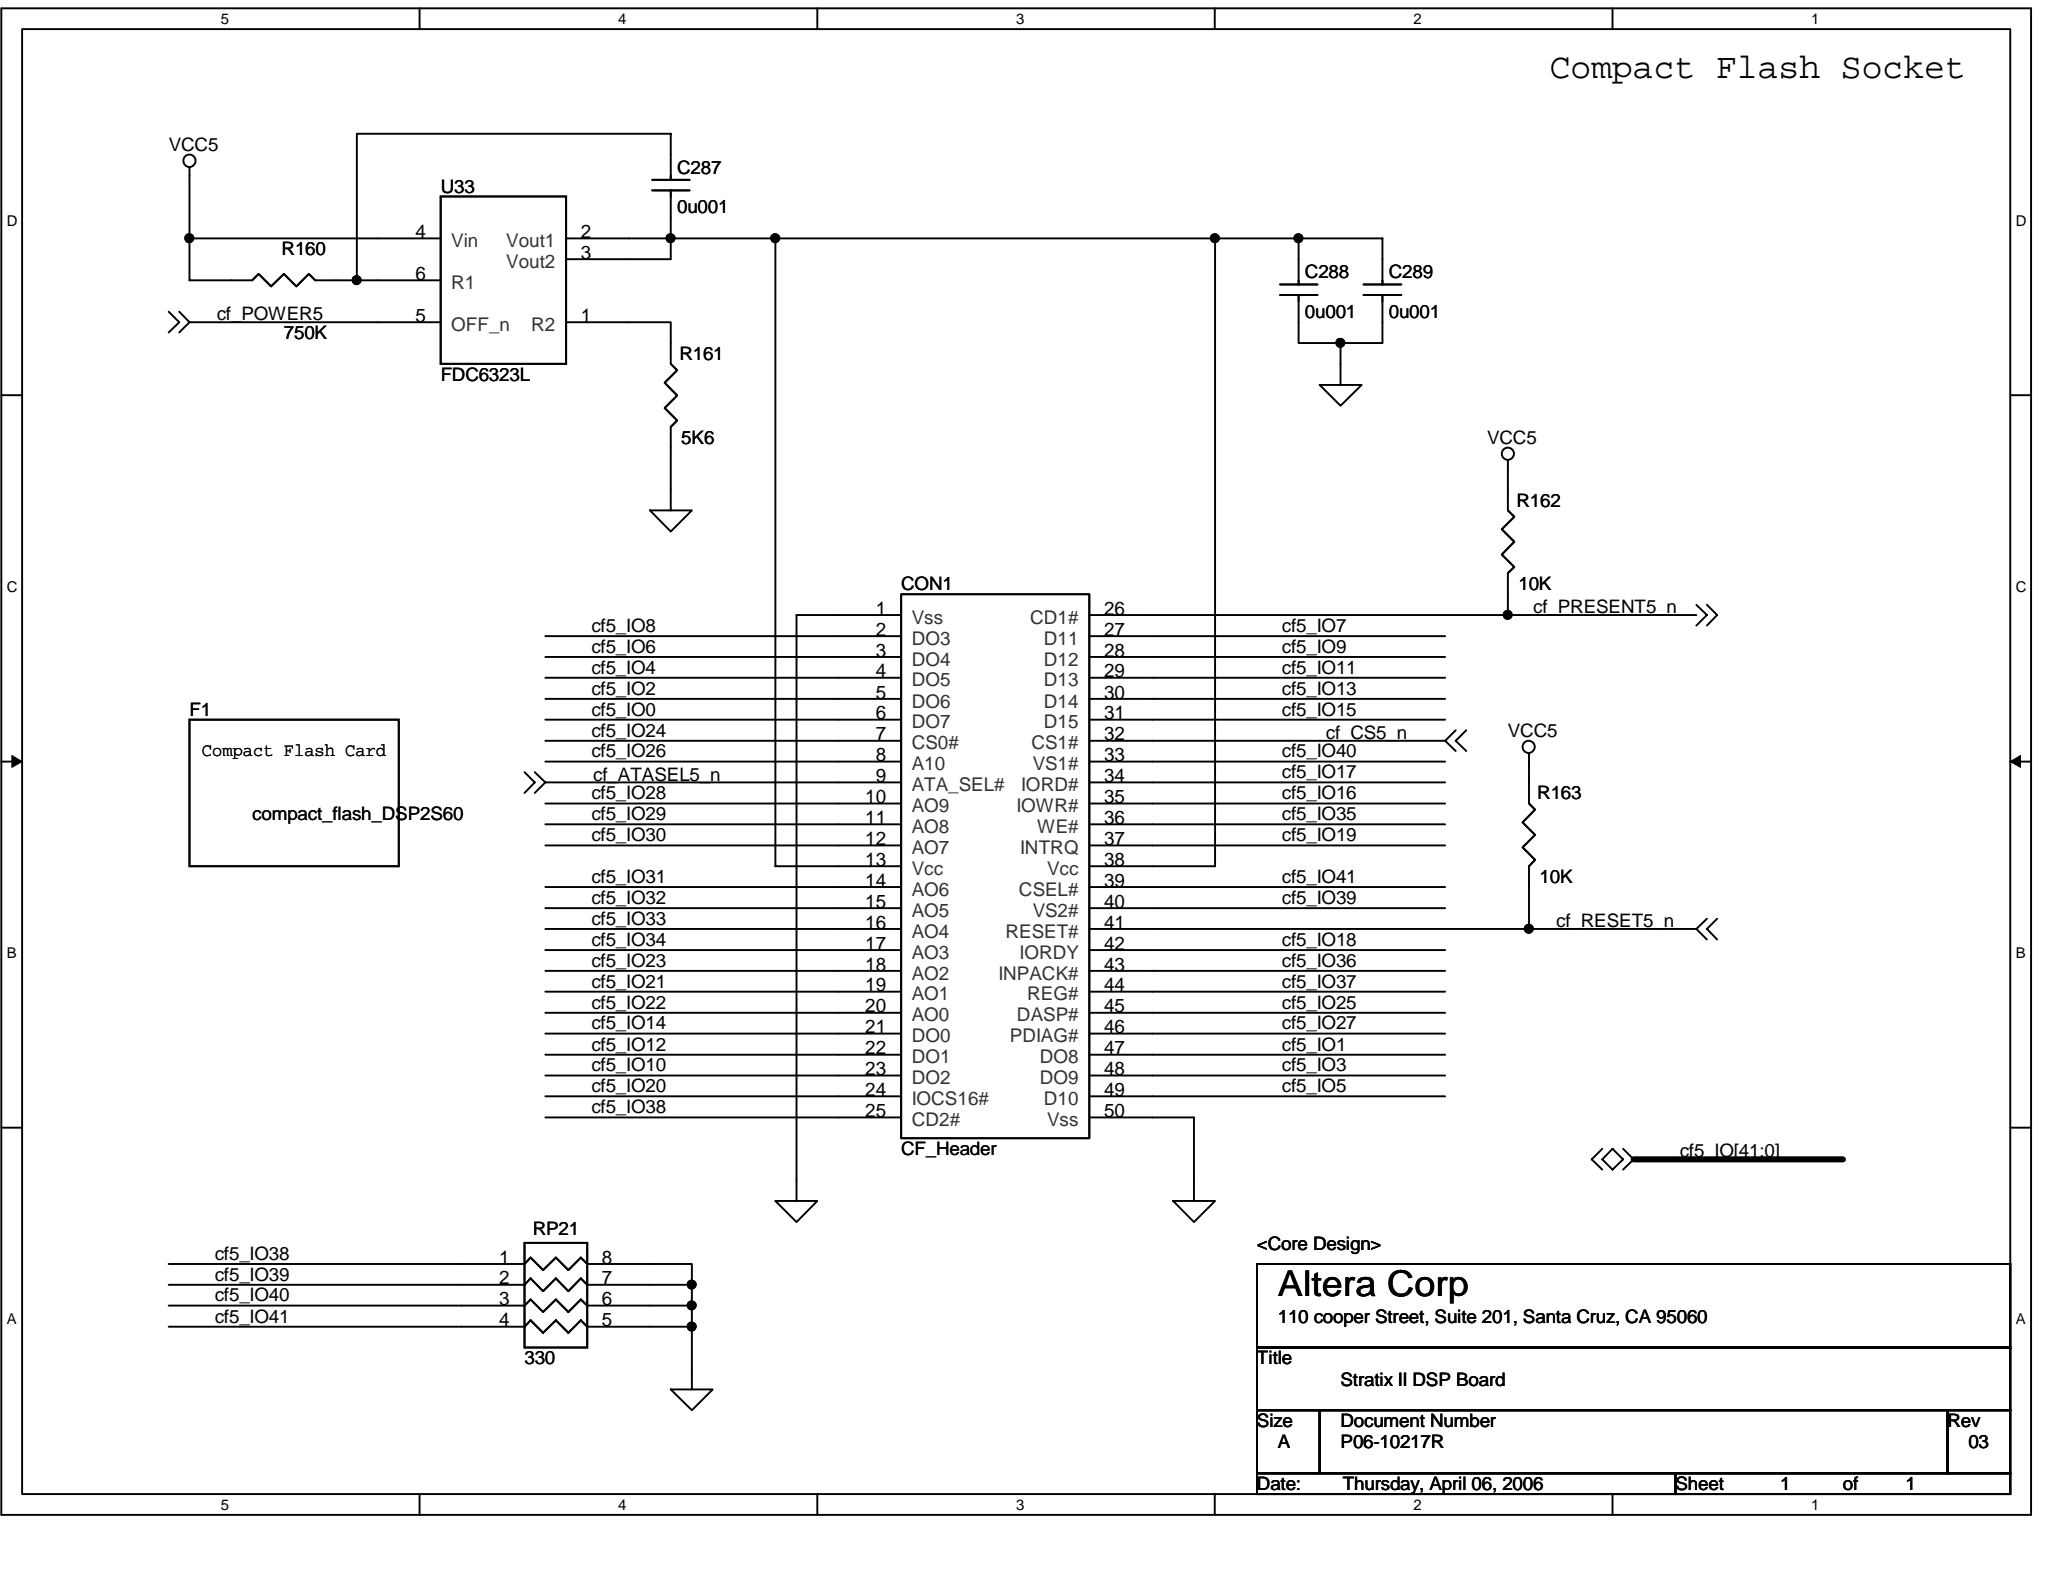 5 4 3 2 1
Compact Flash Socket
D D
VCC5
C287
0u001
U33
4 Vin Vout1 2
Vout2 3
R160
6 R1
cf_POWER5
750K
5 OFF_n R2 1
FDC6323L
R161
5K6
C288
0u001
C289
0u001
VCC5
R162
10K
cf_PRESENT5_n
C C
CON1
1 Vss CD1# 26
cf5_IO8 2 DO3 D11 27 cf5_IO7
cf5_IO6 3 DO4 D12 28 cf5_IO9
cf5_IO4 4 DO5 D13 29 cf5_IO11
cf5_IO2 5 DO6 D14 30 cf5_IO13
cf5_IO0 6 DO7 D15 31 cf5_IO15
cf5_IO24 7 CS0# CS1# 32 cf_CS5_n
cf5_IO26 8 A10 VS1# 33 cf5_IO40
cf_ATASEL5_n 9 ATA_SEL# IORD# 34 cf5_IO17
cf5_IO28 10 AO9 IOWR# 35 cf5_IO16
cf5_IO29 11 AO8 WE# 36 cf5_IO35
cf5_IO30 12 AO7 INTRQ 37 cf5_IO19
13 Vcc Vcc 38
cf5_IO31 14 AO6 CSEL# 39 cf5_IO41
cf5_IO32 15 AO5 VS2# 40 cf5_IO39
cf5_IO33 16 AO4 RESET# 41 cf_RESET5_n
cf5_IO34 17 AO3 IORDY 42 cf5_IO18
cf5_IO23 18 AO2 INPACK# 43 cf5_IO36
cf5_IO21 19 AO1 REG# 44 cf5_IO37
cf5_IO22 20 AO0 DASP# 45 cf5_IO25
cf5_IO14 21 DO0 PDIAG# 46 cf5_IO27
cf5_IO12 22 DO1 DO8 47 cf5_IO1
cf5_IO10 23 DO2 DO9 48 cf5_IO3
cf5_IO20 24 IOCS16# D10 49 cf5_IO5
cf5_IO38 25 CD2# Vss 50
CF_Header
F1
Compact Flash Card
compact_flash_DSP2S60
VCC5
R163
10K
B B
cf5_IO[41:0]
RP21
cf5_IO38 1 8
cf5_IO39 2 7
cf5_IO40 3 6
cf5_IO41 4 5
330
A A
<Core Design>
Altera Corp
110 cooper Street, Suite 201, Santa Cruz, CA 95060
Title
Stratix II DSP Board
Size Document Number Rev
A P06-10217R 03
Date: Thursday, April 06, 2006 Sheet 1 of 1
5 4 3 2 1